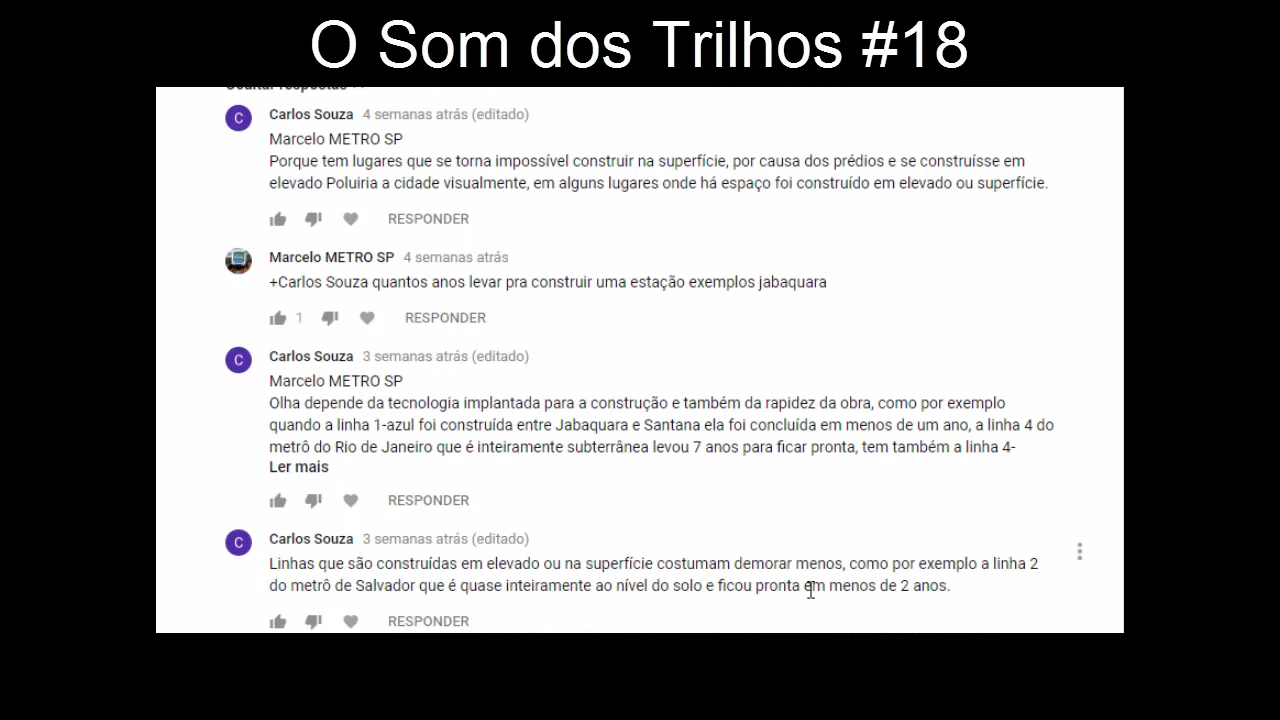 O Som dos Trilhos #18
Ocultar respostas
Carlos Souza 4 semanas atrás (editado)
Marcelo METRO SP
Porque tem lugares que se torna impossível construir na superfície, por causa dos prédios e se construísse em
elevado Poluiria a cidade visualmente, em alguns lugares onde há espaço foi construído em elevado ou superfície.
RESPONDER
Marcelo METRO SP 4 semanas atrás
+Carlos Souza quantos anos levar pra construir uma estação exemplos jabaquara
1 RESPONDER
C
Carlos Souza 3 semanas atrás (editado)
Marcelo METRO SP
Olha depende da tecnologia implantada para a construção e também da rapidez da obra, como por exemplo
quando a linha 1-azul foi construída entre Jabaquara e Santana ela foi concluída em menos de um ano, a linha 4 do
metrô do Rio de Janeiro que é inteiramente subterrânea levou 7 anos para ficar pronta, tem também a linha 4-
Ler mais
RESPONDER
C
Carlos Souza 3 semanas atrás (editado)
Linhas que são construídas em elevado ou na superfície costumam demorar menos, como por exemplo a linha 2
do metrô de Salvador que é quase inteiramente ao nível do solo e ficou pronta em menos de 2 anos.
RESPONDER